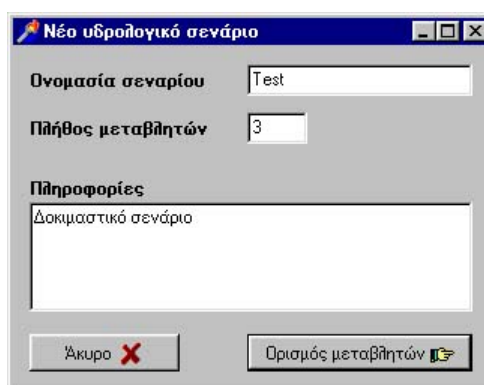 Νέο υδρολογικό σενάριο
Ονομασία σεναρίου Test
Πλήθος μεταβλητών 3
Πληροφορίες
Δοκιμαστικό σενάριο
Άκυρο Ορισμός μεταβλητών